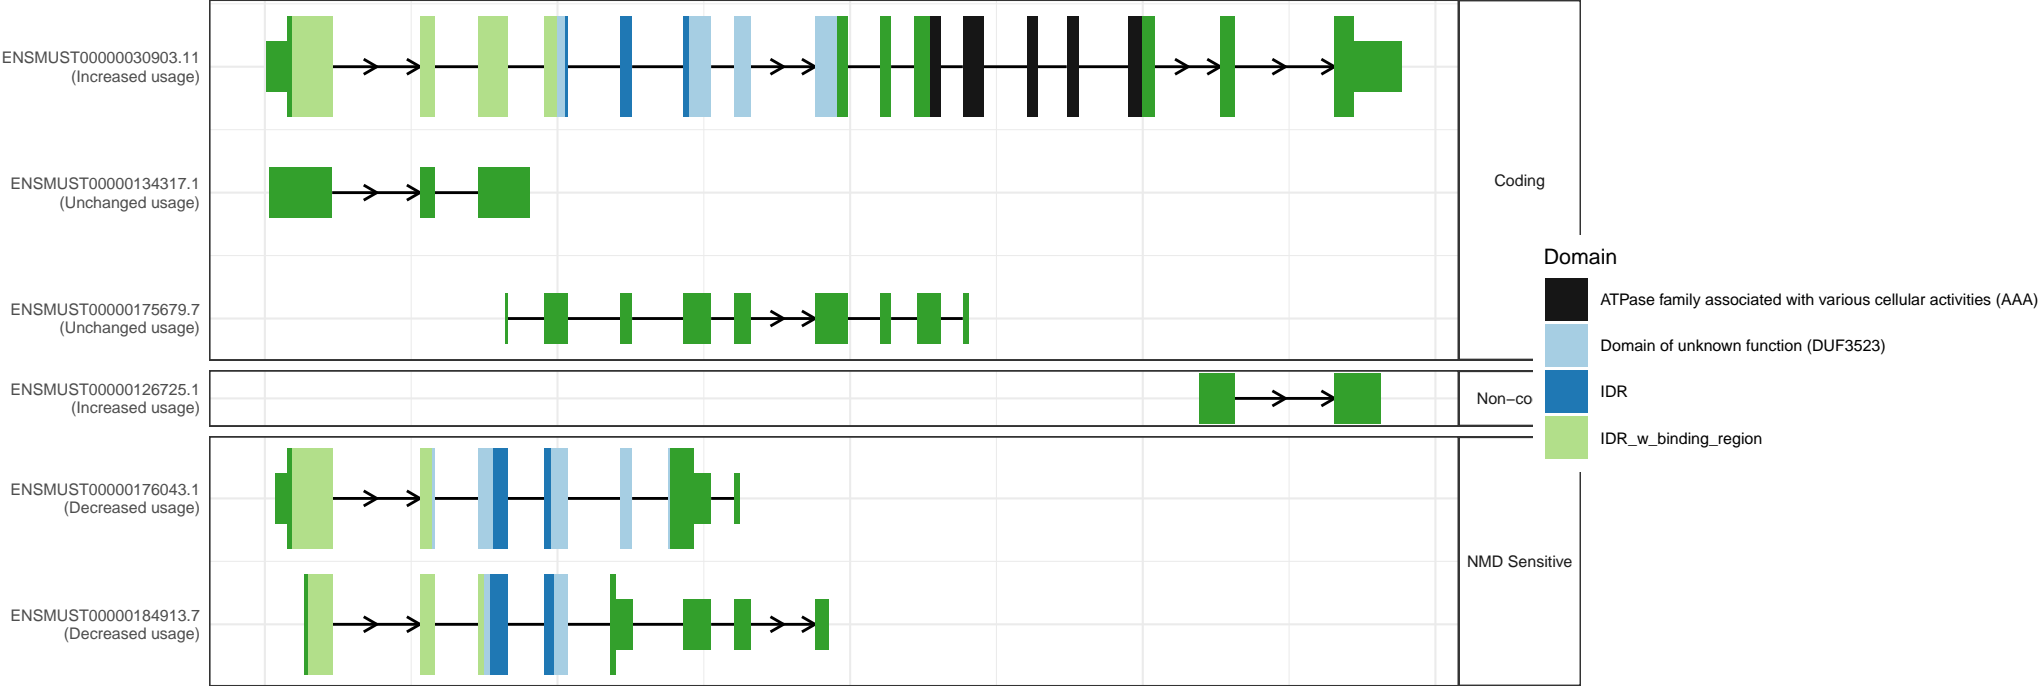 ENSMUST00000030903.11
(Increased usage)
ENSMUST00000134317.1
(Unchanged usage)
ENSMUST00000175679.7
(Unchanged usage)
Coding
ENSMUST00000126725.1
(Increased usage)
Non−co
ENSMUST00000176043.1
(Decreased usage)
ENSMUST00000184913.7
(Decreased usage)
NMD Sensitive
Domain
ATPase family associated with various cellular activities (AAA)
Domain of unknown function (DUF3523)
IDR
IDR_w_binding_region